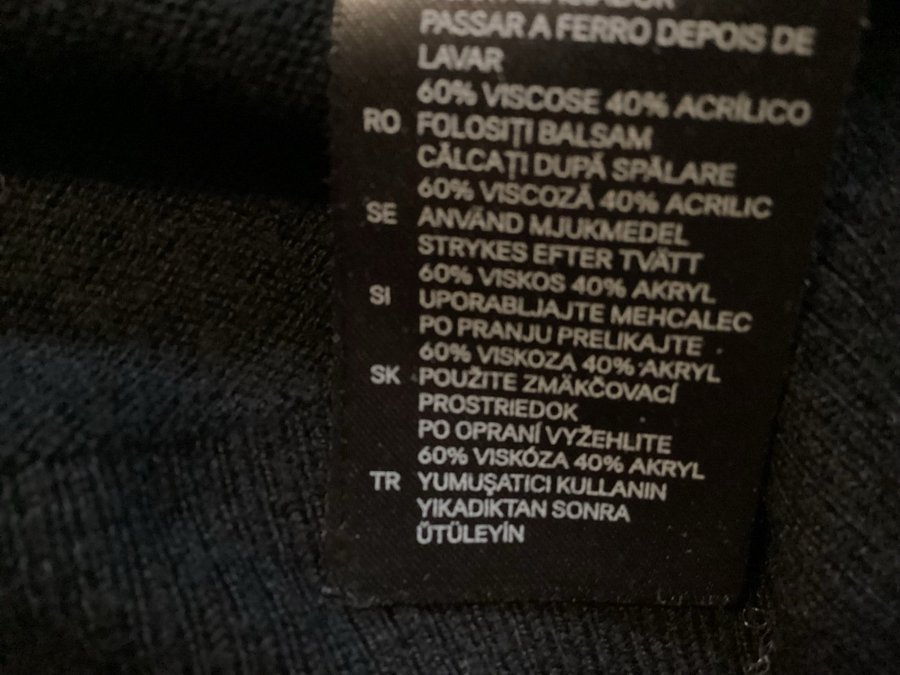 PASSAR A FERRO DEPOIS DE
LAVAR
60% VISCOSE 40% ACRÍLICO
RO FOLOSIȚI BALSAM
CĂLCAȚI DUPĂ SPĂLARE
60% VISCOZĂ 40% ACRILIC
SE ANVÄND MJUKMEDEL
STRYKES EFTER TVÄTT
60% VISKOS 40% AKRYL
SI UPORABLJAJTE MEHCALEC
PO PRANJU PRELIKAJTE
60% VISKOZA 40% AKRYL
SK POUŽITE ZMÄKČOVACÍ
PROSTRIEDOK
PO OPRANÍ VYŽEHLITE
60% VISKÓZA 40% AKRYL
TR YUMUŞATICI KULLANIN
YIKADIKTAN SONRA
ÜTÜLEYİN